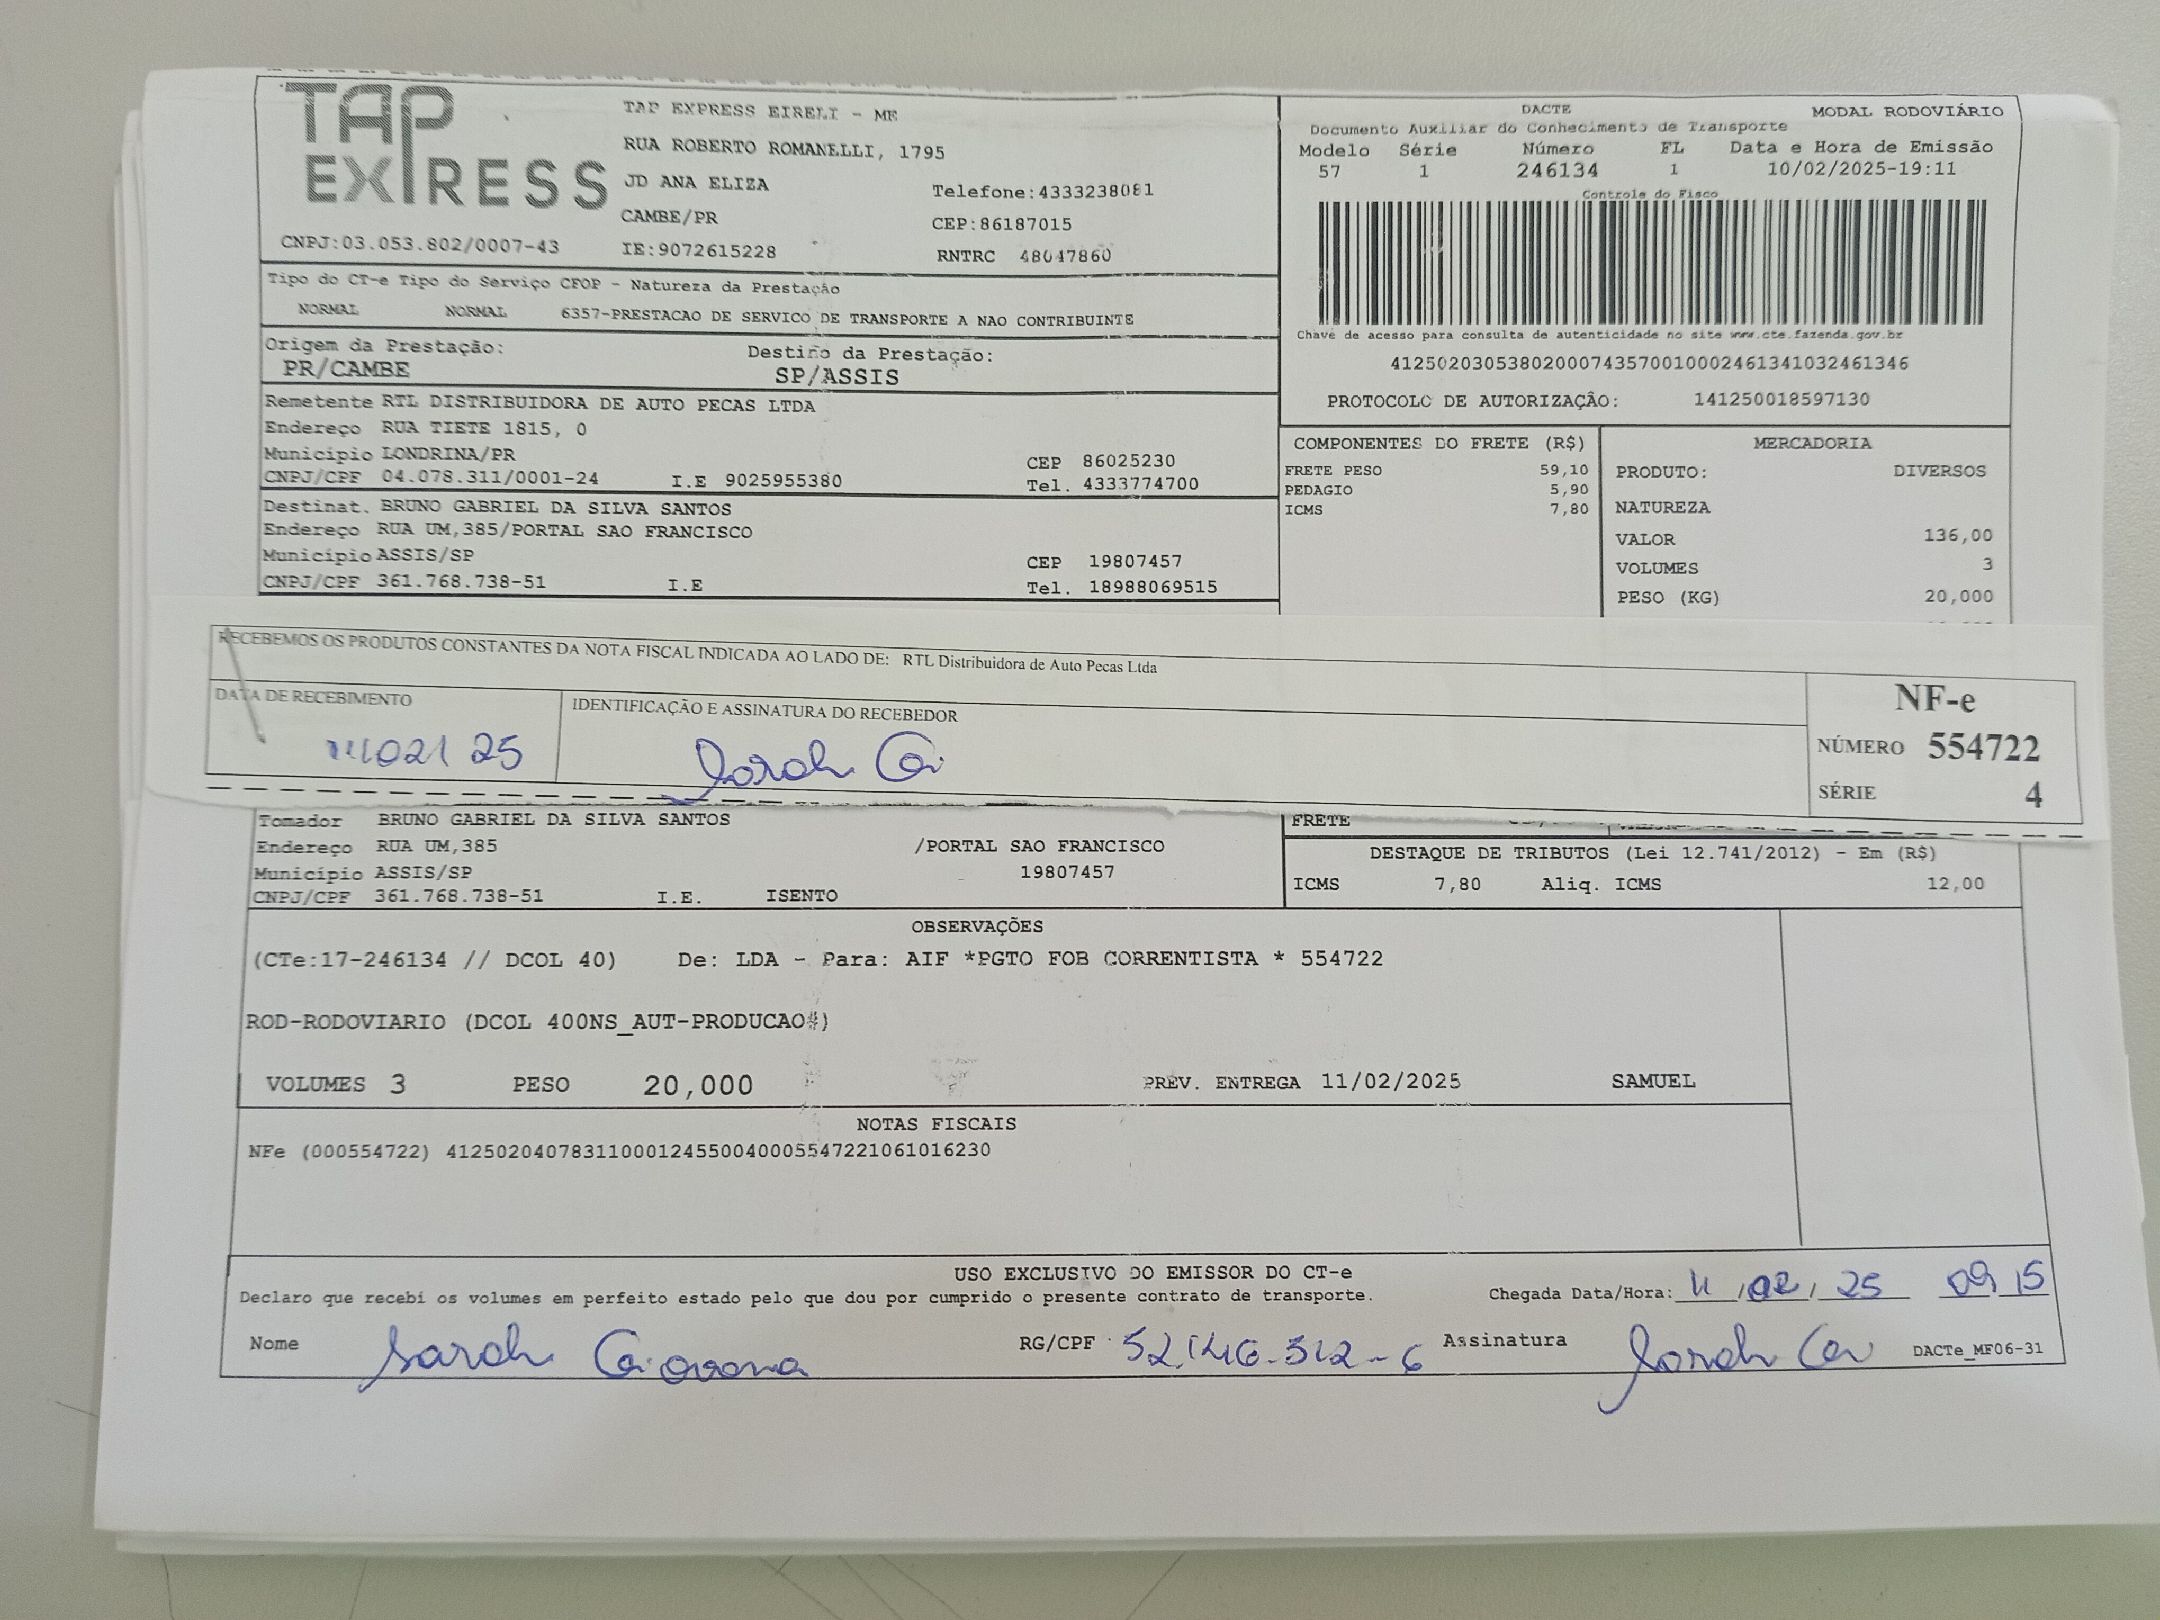 TAP EXPRESS
TAP EXPRESS EIRELI - ME
RUA ROBERTO ROMANELLI, 1795
JD ANA ELIZA
Telefone:4333238081
CAMBE/PR
CEP:86187015
CNPJ:03.053.802/0007-43
IE:9072615228
RNTRC 48047860
DACTE
MODAL RODOVIÁRIO
Documento Auxiliar do Conhecimento de Transporte
Modelo Série Número FL Data e Hora de Emissão
57 1 246134 1 10/02/2025-19:11
Controle do Fisco
Chave de acesso para consulta de autenticidade no site www.cte.fazenda.gov.br
41250203053802000743570010002461341032461346
PROTOCOLO DE AUTORIZAÇÃO: 141250018597130
Tipo do CT-e Tipo do Serviço CFOP - Natureza da Prestação
NORMAL NORMAL 6357-PRESTACAO DE SERVICO DE TRANSPORTE A NAO CONTRIBUINTE
Origem da Prestação: Destino da Prestação:
PR/CAMBE SP/ASSIS
Remetente RTL DISTRIBUIDORA DE AUTO PECAS LTDA
Endereço RUA TIETE 1815, 0
Município LONDRINA/PR CEP 86025230
CNPJ/CPF 04.078.311/0001-24 I.E 9025955380 Tel. 4333774700
Destinat. BRUNO GABRIEL DA SILVA SANTOS
Endereço RUA UM,385/PORTAL SAO FRANCISCO
Município ASSIS/SP CEP 19807457
CNPJ/CPF 361.768.738-51 I.E Tel. 18988069515
COMPONENTES DO FRETE (R$)
FRETE PESO 59,10
PEDAGIO 5,90
ICMS 7,80
MERCADORIA
PRODUTO: DIVERSOS
NATUREZA
VALOR 136,00
VOLUMES 3
PESO (KG) 20,000
RECEBEMOS OS PRODUTOS CONSTANTES DA NOTA FISCAL INDICADA AO LADO DE: RTL Distribuidora de Auto Pecas Ltda
DATA DE RECEBIMENTO
IDENTIFICAÇÃO E ASSINATURA DO RECEBEDOR
25
Sarah Gi
NF-e
NÚMERO 554722
SÉRIE 4
Tomador BRUNO GABRIEL DA SILVA SANTOS
Endereço RUA UM,385 /PORTAL SAO FRANCISCO
Município ASSIS/SP 19807457
CNPJ/CPF 361.768.738-51 I.E. ISENTO
FRETE
DESTAQUE DE TRIBUTOS (Lei 12.741/2012) - Em (R$)
ICMS 7,80 Aliq. ICMS 12,00
OBSERVAÇÕES
(CTe:17-246134 // DCOL 40) De: LDA - Para: AIF *PGTO FOB CORRENTISTA * 554722
ROD-RODOVIARIO (DCOL 400NS_AUT-PRODUCAO#)
VOLUMES 3 PESO 20,000 PREV. ENTREGA 11/02/2025 SAMUEL
NOTAS FISCAIS
NFe (000554722) 41250204078311000124550040005547221061016230
USO EXCLUSIVO DO EMISSOR DO CT-e
Declaro que recebi os volumes em perfeito estado pelo que dou por cumprido o presente contrato de transporte.
Chegada Data/Hora: 11/02/25 09 15
Nome Sarah Giovana RG/CPF 52.146.312-6 Assinatura Sarah Gi
DACTe_MF06-31